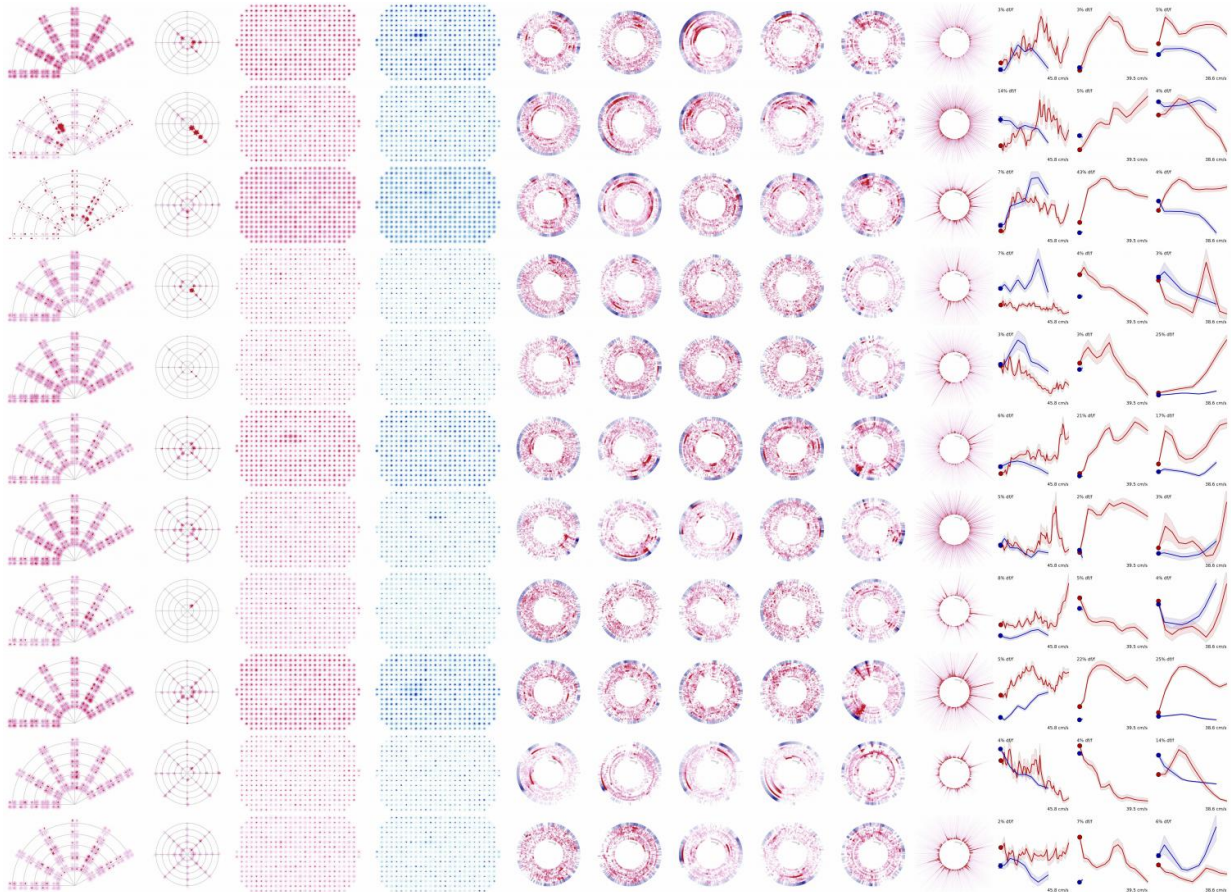 3% df/f 3% df/f 5% df/f
45.8 cm/s 39.5 cm/s 38.6 cm/s
14% df/f 5% df/f 4% df/f
45.8 cm/s 39.5 cm/s 38.6 cm/s
7% df/f 43% df/f 4% df/f
45.8 cm/s 39.5 cm/s 38.6 cm/s
7% df/f 4% df/f 3% df/f
45.8 cm/s 39.5 cm/s 38.6 cm/s
3% df/f 3% df/f 25% df/f
45.8 cm/s 39.5 cm/s 38.6 cm/s
6% df/f 21% df/f 17% df/f
45.8 cm/s 39.5 cm/s 38.6 cm/s
5% df/f 2% df/f 3% df/f
45.8 cm/s 39.5 cm/s 38.6 cm/s
8% df/f 5% df/f 4% df/f
45.8 cm/s 39.5 cm/s 38.6 cm/s
5% df/f 22% df/f 25% df/f
45.8 cm/s 39.5 cm/s 38.6 cm/s
4% df/f 4% df/f 14% df/f
45.8 cm/s 39.5 cm/s 38.6 cm/s
2% df/f 7% df/f 6% df/f
45.8 cm/s 39.5 cm/s 38.6 cm/s